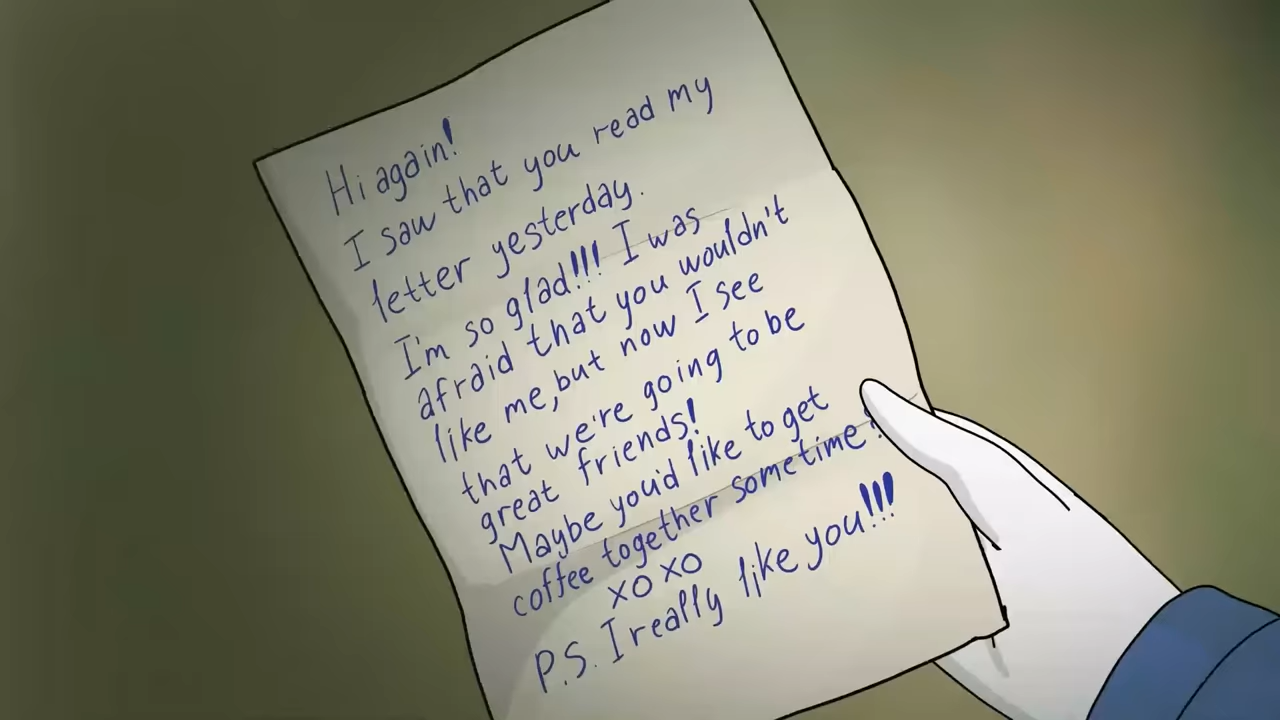 Hi again!
I saw that you read my
letter yesterday.
I'm so glad!!! I was
afraid that you wouldn't
like me, but now I see
that we're going to be
great friends!
Maybe you'd like to get
coffee together sometime?
XOXO
P.S. I really like you!!!